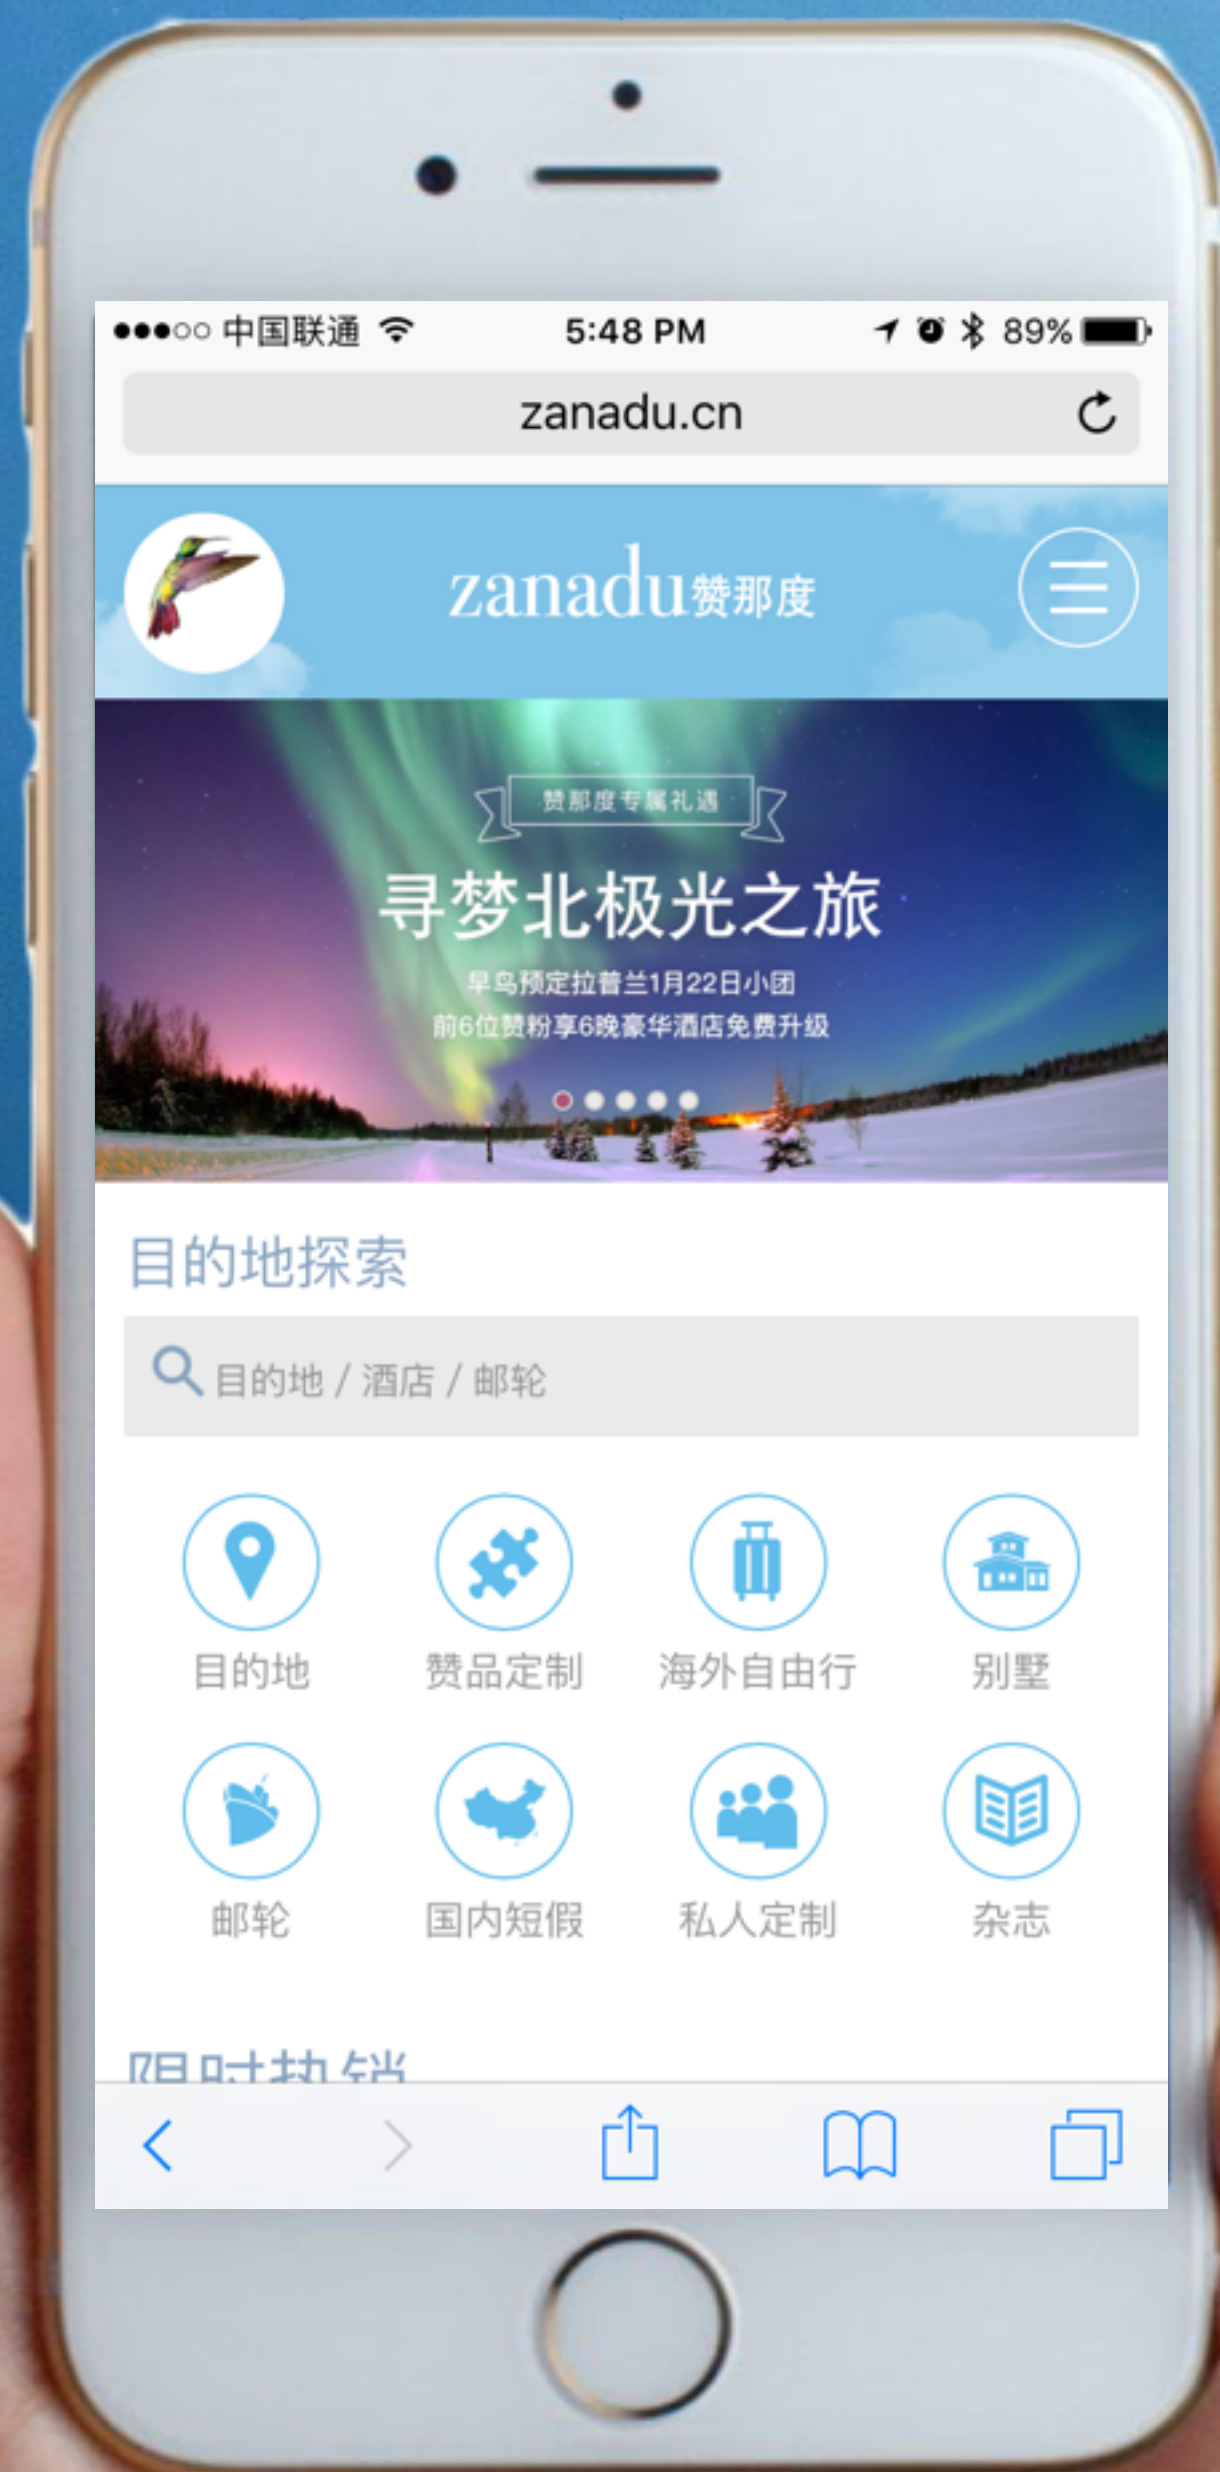 中国联通
5:48 PM
89%
zanadu.cn
zanadu赞那度
赞那度专属礼遇
寻梦北极光之旅
早鸟预定拉普兰1月22日小团
前6位赞粉享6晚豪华酒店免费升级
目的地探索
目的地 / 酒店 / 邮轮
目的地 赞品定制 海外自由行 别墅
邮轮 国内短假 私人定制 杂志
限时热销